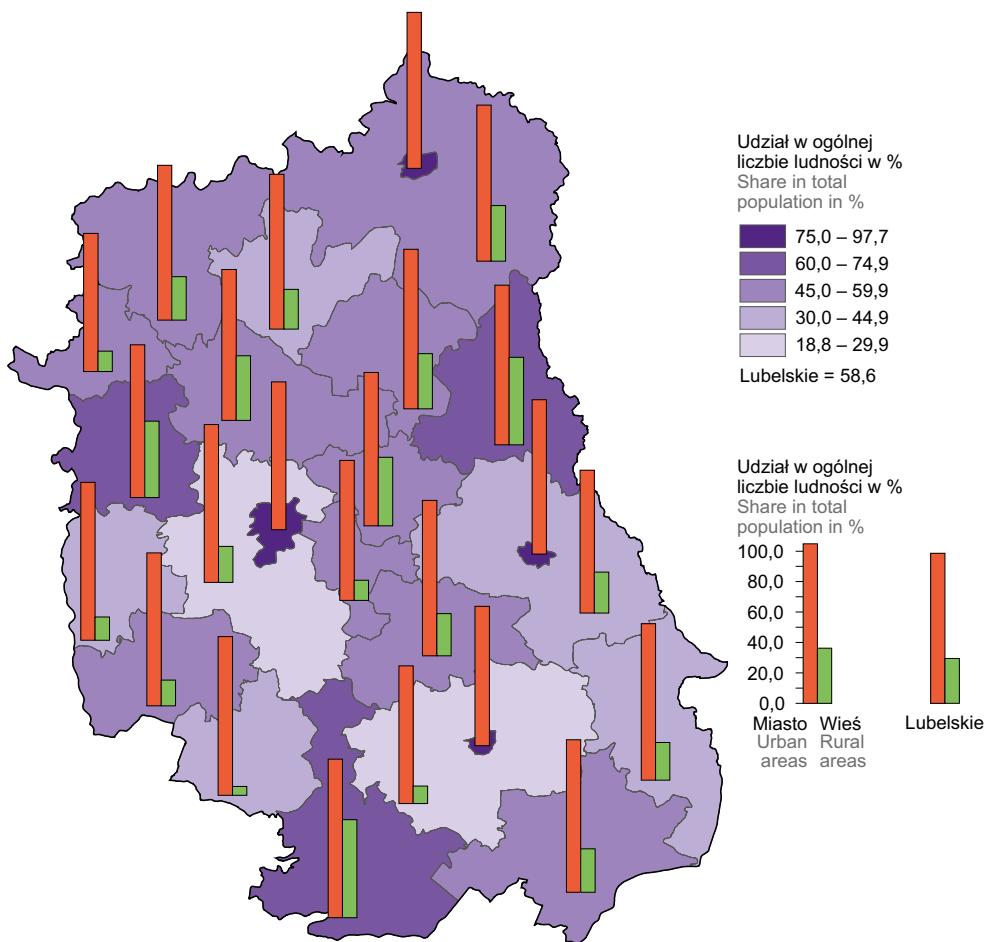 Udział w ogólnej
liczbie ludności w %
Share in total
population in %
75,0 – 97,7
60,0 – 74,9
45,0 – 59,9
30,0 – 44,9
18,8 – 29,9
Lubelskie = 58,6
Udział w ogólnej
liczbie ludności w %
Share in total
population in %
100,0
80,0
60,0
40,0
20,0
0,0
Miasto Wieś Lubelskie
Urban Rural
areas areas